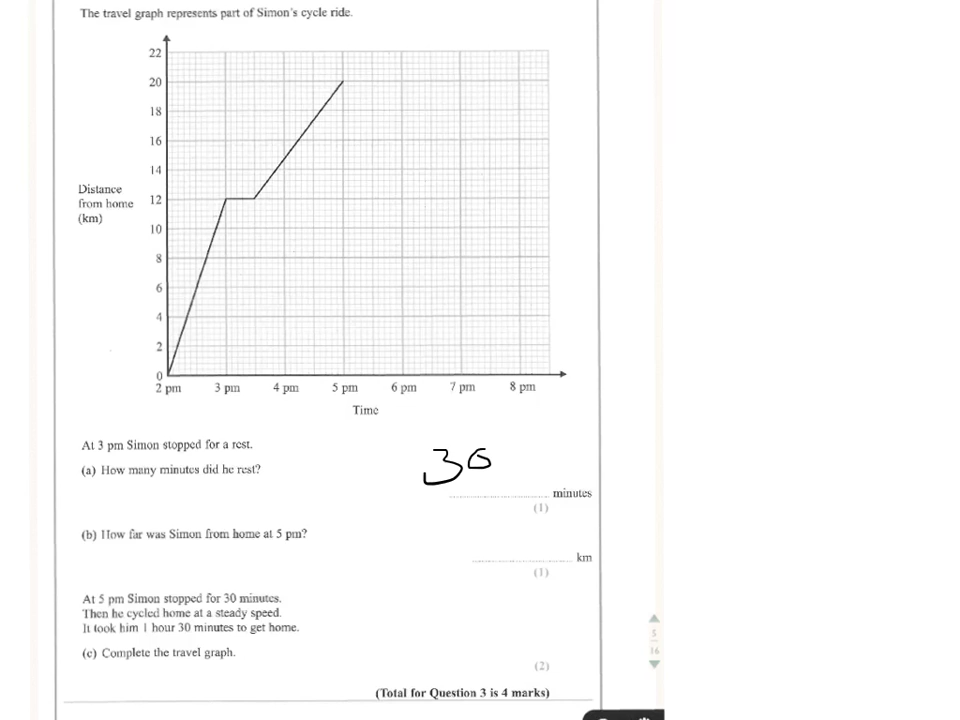 The travel graph represents part of Simon's cycle ride.
22
20
18
16
14
Distance
from home
(km)
12
10
8
6
4
2
0
2 pm 3 pm 4 pm 5 pm 6 pm 7 pm 8 pm
Time
At 3 pm Simon stopped for a rest.
(a) How many minutes did he rest?
30
minutes
(1)
(b) How far was Simon from home at 5 pm?
km
(1)
At 5 pm Simon stopped for 30 minutes.
Then he cycled home at a steady speed.
It took him 1 hour 30 minutes to get home.
(c) Complete the travel graph.
(2)
(Total for Question 3 is 4 marks)
5
16